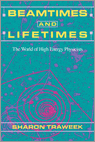 BEAMTIMES
AND
LIFETIMES
The World of High Energy Physicists
SHARON TRAWEEK